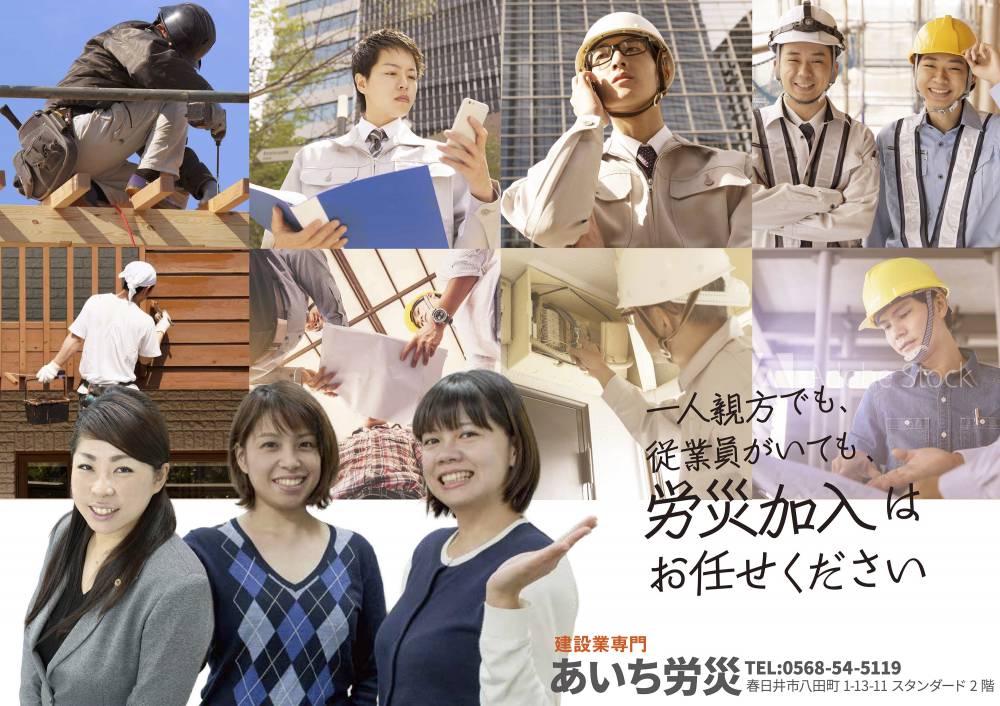 一人親方でも、
従業員がいても、
労災加入は
お任せください
建設業専門
あいち労災
TEL:0568-54-5119
春日井市八田町 1-13-11 スタンダード 2 階